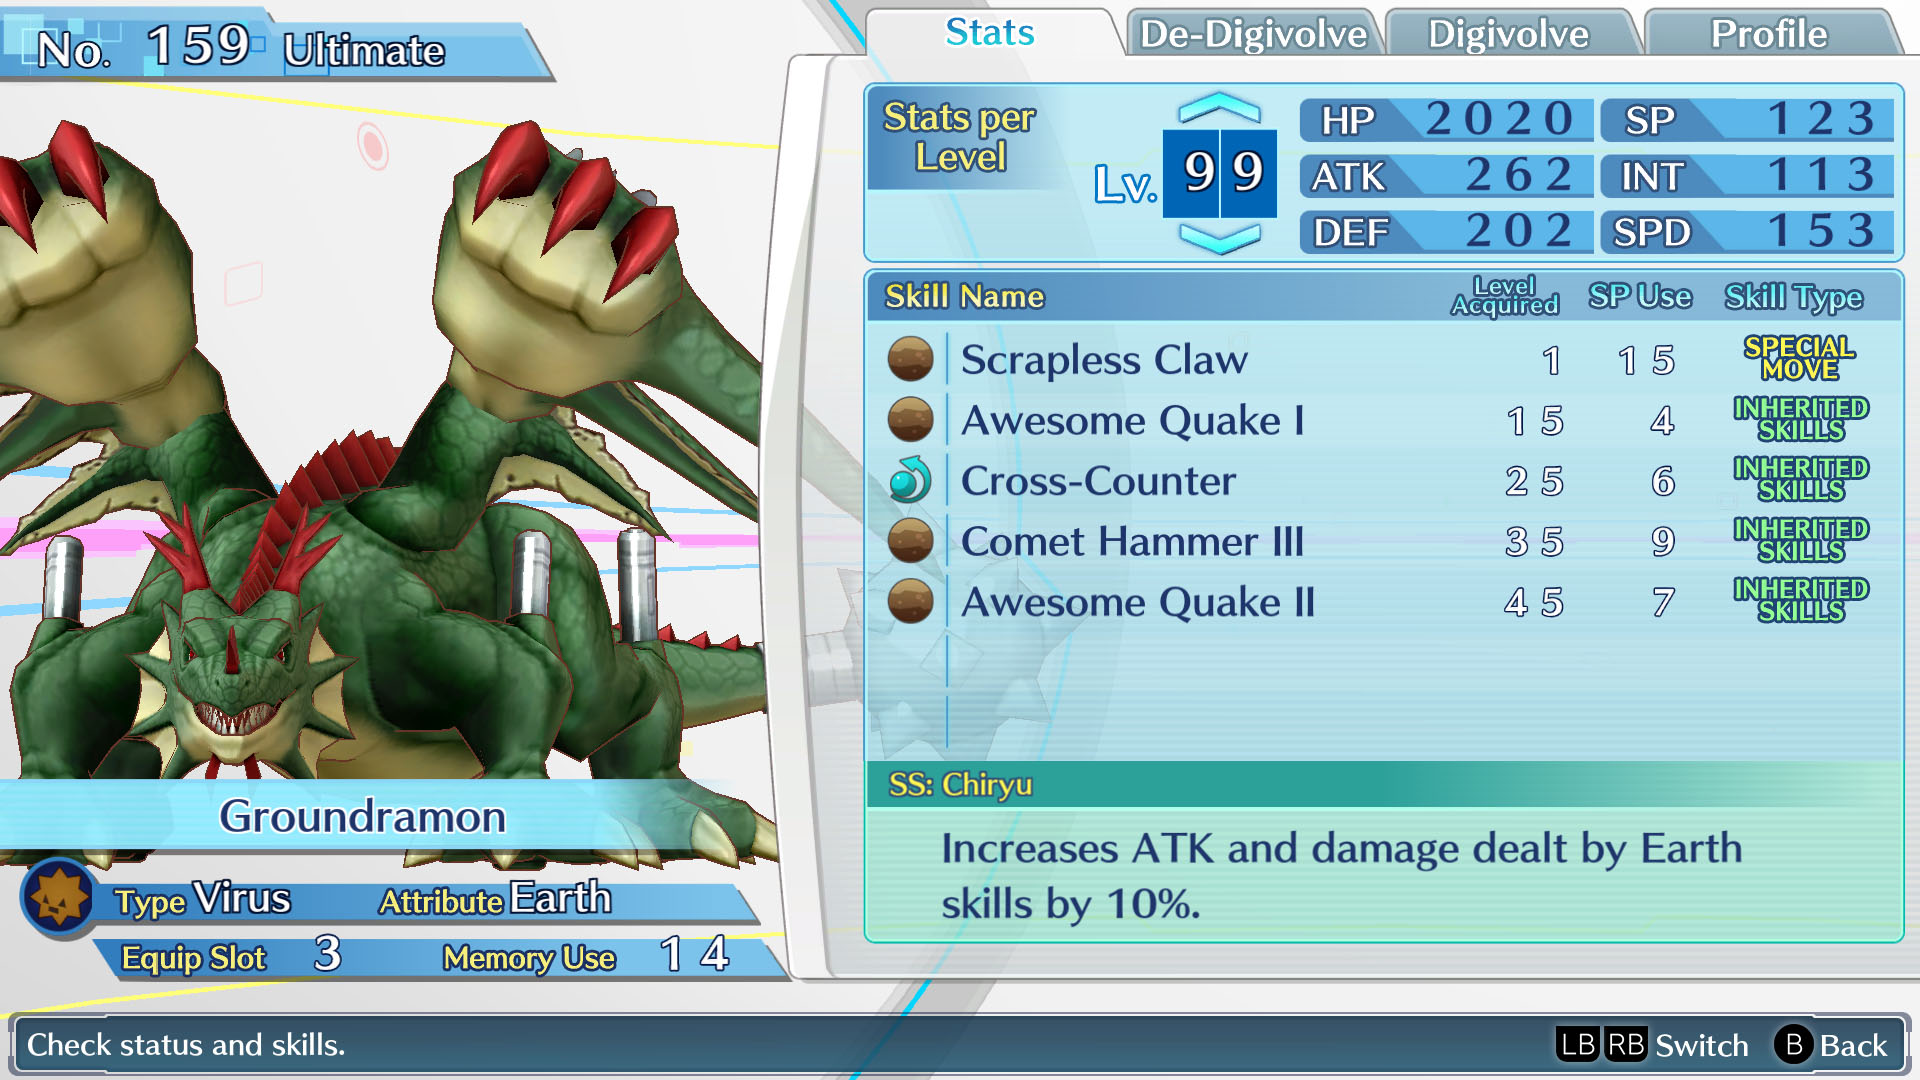 No. 159 Ultimate
Stats
De-Digivolve
Digivolve
Profile
Stats per
Level
Lv. 99
HP 2020
SP 123
ATK 262
INT 113
DEF 202
SPD 153
Skill Name
Level
Acquired
SP Use
Skill Type
Scrapless Claw 1 15 SPECIAL
MOVE
Awesome Quake I 15 4 INHERITED
SKILLS
Cross-Counter 25 6 INHERITED
SKILLS
Comet Hammer III 35 9 INHERITED
SKILLS
Awesome Quake II 45 7 INHERITED
SKILLS
SS: Chiryu
Increases ATK and damage dealt by Earth
skills by 10%.
Groundramon
Type Virus Attribute Earth
Equip Slot 3 Memory Use 14
Check status and skills.
LB RB Switch B Back